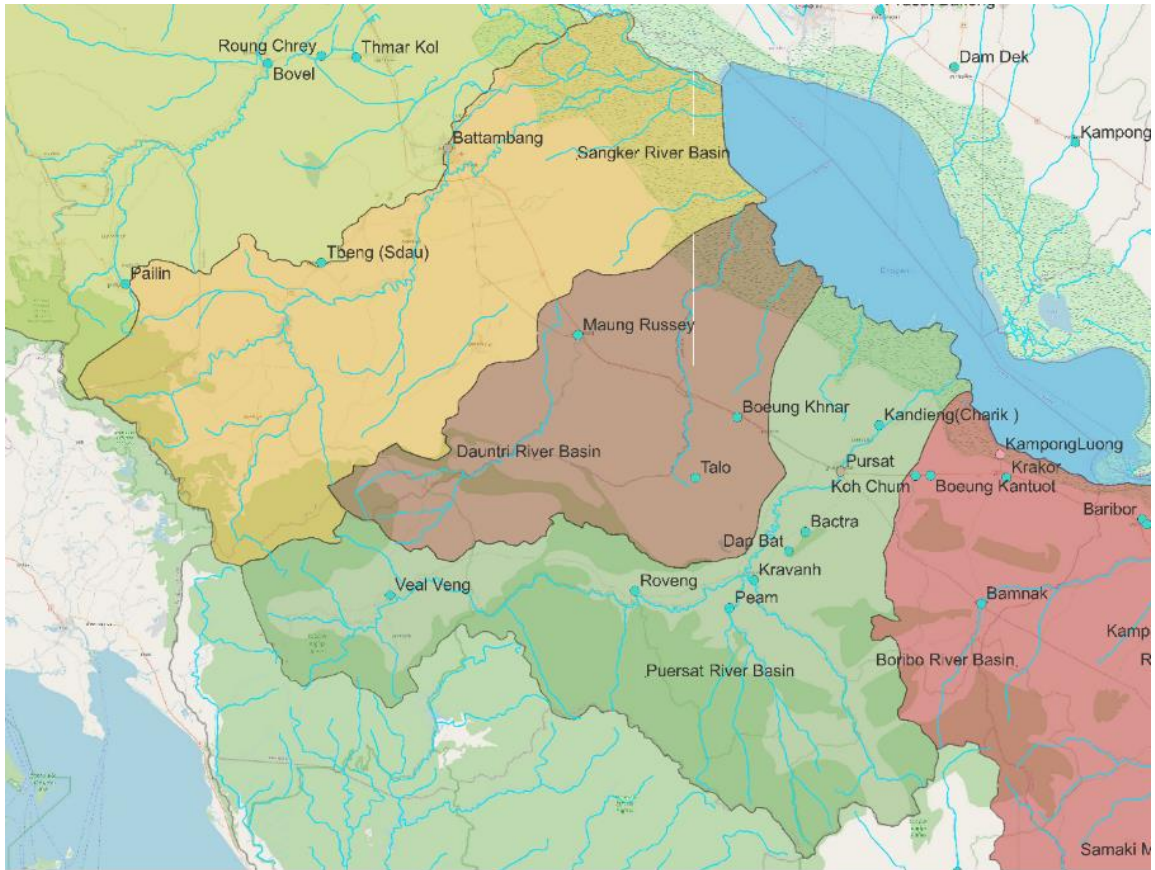 Dam Dek
Roung Chrey
Thmar Kol
Bovel
Kampong
Battambang
Sangker River Basin
Tbeng (Sdau)
Pailin
Maung Russey
Boeung Khnar
Kandieng(Charik )
Dauntri River Basin
KampongLuong
Pursat
Talo
Krakor
Koh Chum
Boeung Kantuot
Baribor
Bactra
Dap Bat
Kravanh
Veal Veng
Roveng
Peam
Bamnak
Kamp
Boribo River Basin
R
Puersat River Basin
Samaki M